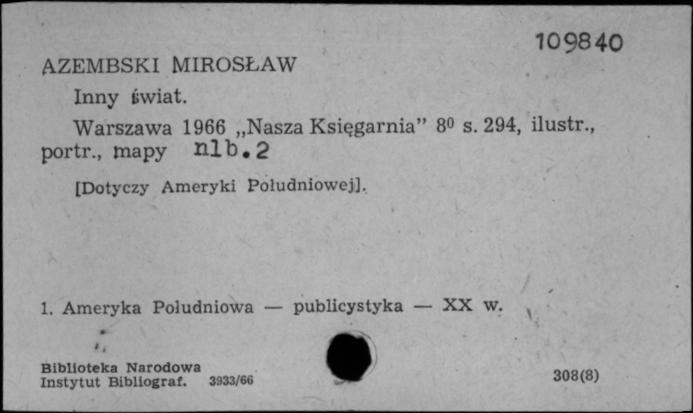 109840
AZEMBSKI MIROSŁAW
Inny świat.
Warszawa 1966 „Nasza Księgarnia” 8⁰ s. 294, ilustr.,
portr., mapy nlb.2
[Dotyczy Ameryki Południowej].
1. Ameryka Południowa — publicystyka — XX w.
Biblioteka Narodowa
Instytut Bibliograf. 3933/66
308(8)